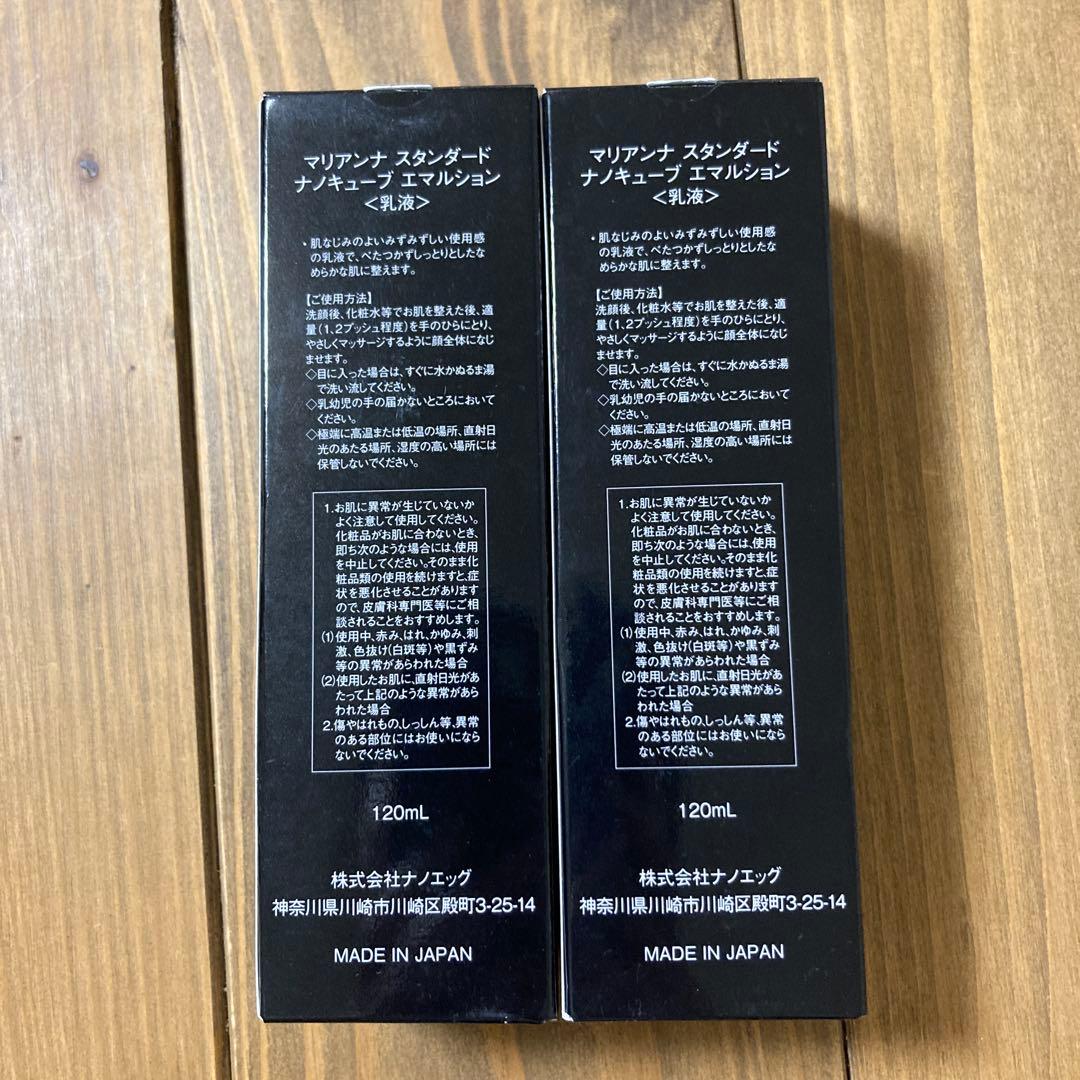 マリアンナ スタンダード
ナノキューブ エマルション
＜乳液＞
・肌なじみのよいみずみずしい使用感
の乳液で、べたつかずしっとりとしたな
めらかな肌に整えます。
【ご使用方法】
洗顔後、化粧水等でお肌を整えた後、適
量（1、2プッシュ程度）を手のひらにとり、
やさしくマッサージするように顔全体になじ
ませます。
◇目に入った場合は、すぐに水かぬるま湯
で洗い流してください。
◇乳幼児の手の届かないところにおいて
ください。
◇極端に高温または低温の場所、直射日
光のあたる場所、湿度の高い場所には
保管しないでください。
1.お肌に異常が生じていないか
よく注意して使用してください。
化粧品がお肌に合わないとき、
即ち次のような場合には、使用
を中止してください。そのまま化
粧品類の使用を続けますと、症
状を悪化させることがあります
ので、皮膚科専門医等にご相
談されることをおすすめします。
(1)使用中、赤み、はれ、かゆみ、刺
激、色抜け(白斑等)や黒ずみ
等の異常があらわれた場合
(2)使用したお肌に、直射日光があ
たって上記のような異常があら
われた場合
2.傷やはれもの、しっしん等、異常
のある部位にはお使いになら
ないでください。
120mL
株式会社ナノエッグ
神奈川県川崎市川崎区殿町3-25-14
MADE IN JAPAN
マリアンナ スタンダード
ナノキューブ エマルション
＜乳液＞
・肌なじみのよいみずみずしい使用感
の乳液で、べたつかずしっとりとしたな
めらかな肌に整えます。
【ご使用方法】
洗顔後、化粧水等でお肌を整えた後、適
量（1、2プッシュ程度）を手のひらにとり、
やさしくマッサージするように顔全体になじ
ませます。
◇目に入った場合は、すぐに水かぬるま湯
で洗い流してください。
◇乳幼児の手の届かないところにおいて
ください。
◇極端に高温または低温の場所、直射日
光のあたる場所、湿度の高い場所には
保管しないでください。
1.お肌に異常が生じていないか
よく注意して使用してください。
化粧品がお肌に合わないとき、
即ち次のような場合には、使用
を中止してください。そのまま化
粧品類の使用を続けますと、症
状を悪化させることがあります
ので、皮膚科専門医等にご相
談されることをおすすめします。
(1)使用中、赤み、はれ、かゆみ、刺
激、色抜け(白斑等)や黒ずみ
等の異常があらわれた場合
(2)使用したお肌に、直射日光があ
たって上記のような異常があら
われた場合
2.傷やはれもの、しっしん等、異常
のある部位にはお使いになら
ないでください。
120mL
株式会社ナノエッグ
神奈川県川崎市川崎区殿町3-25-14
MADE IN JAPAN